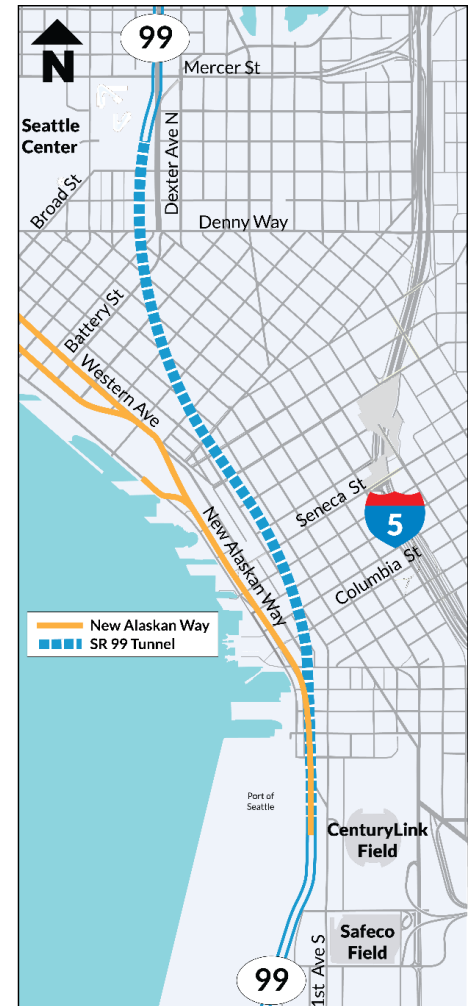 99
N
Mercer St
Seattle
Center
Dexter Ave N
Broad St
Denny Way
Battery St
Western Ave
Seneca St
5
Columbia St
New Alaskan Way
New Alaskan Way
SR 99 Tunnel
Port of
Seattle
CenturyLink
Field
Safeco
Field
1st Ave S
99